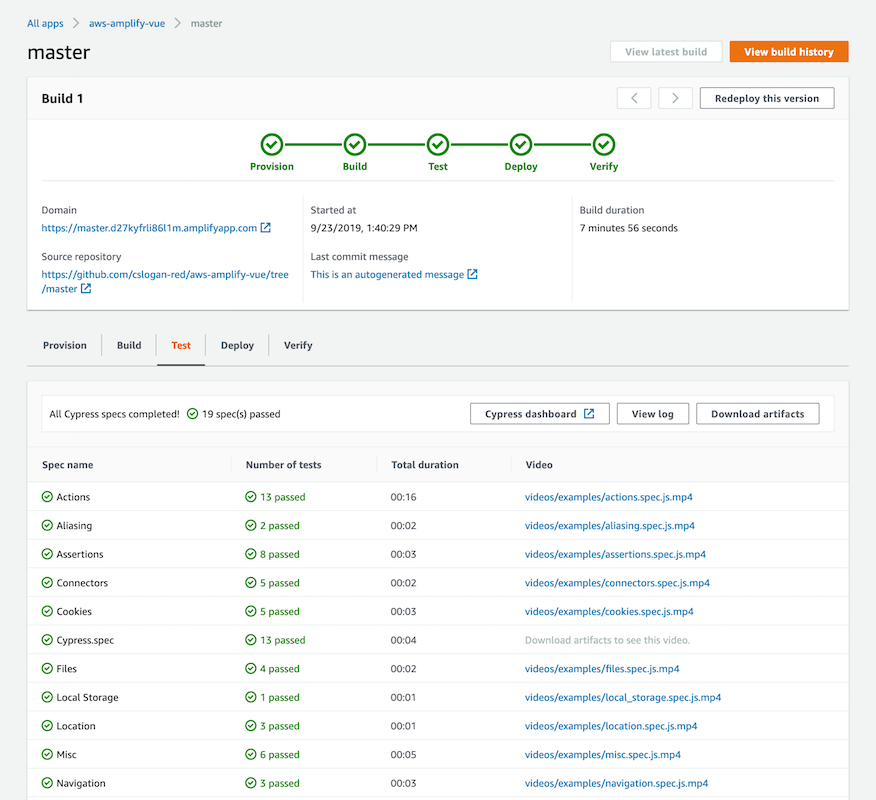 All apps > aws-amplify-vue > master
master
View latest build
View build history
Build 1
Redeploy this version
Provision Build Test Deploy Verify
Domain
https://master.d27kyfrli86l1m.amplifyapp.com
Source repository
https://github.com/cslogan-red/aws-amplify-vue/tree
/master
Started at
9/23/2019, 1:40:29 PM
Last commit message
This is an autogenerated message
Build duration
7 minutes 56 seconds
Provision Build Test Deploy Verify
All Cypress specs completed! 19 spec(s) passed
Cypress dashboard
View log
Download artifacts
Spec name Number of tests Total duration Video
Actions 13 passed 00:16 videos/examples/actions.spec.js.mp4
Aliasing 2 passed 00:02 videos/examples/aliasing.spec.js.mp4
Assertions 8 passed 00:03 videos/examples/assertions.spec.js.mp4
Connectors 5 passed 00:02 videos/examples/connectors.spec.js.mp4
Cookies 5 passed 00:03 videos/examples/cookies.spec.js.mp4
Cypress.spec 13 passed 00:04 Download artifacts to see this video.
Files 4 passed 00:02 videos/examples/files.spec.js.mp4
Local Storage 1 passed 00:01 videos/examples/local_storage.spec.js.mp4
Location 3 passed 00:01 videos/examples/location.spec.js.mp4
Misc 6 passed 00:05 videos/examples/misc.spec.js.mp4
Navigation 3 passed 00:03 videos/examples/navigation.spec.js.mp4